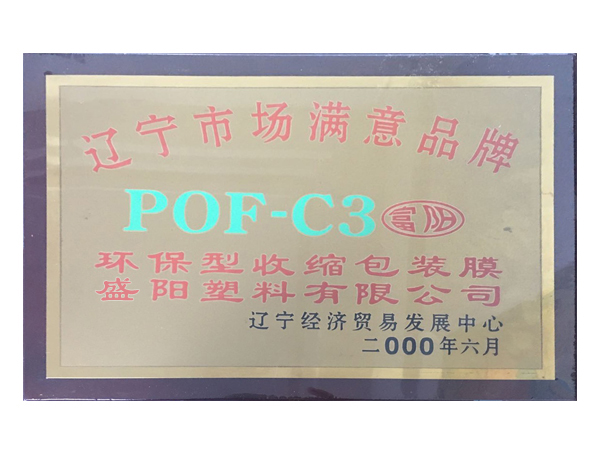 辽宁市场满意品牌
POF-C3 富阳
环保型收缩包装膜
盛阳塑料有限公司
辽宁经济贸易发展中心
二000年六月